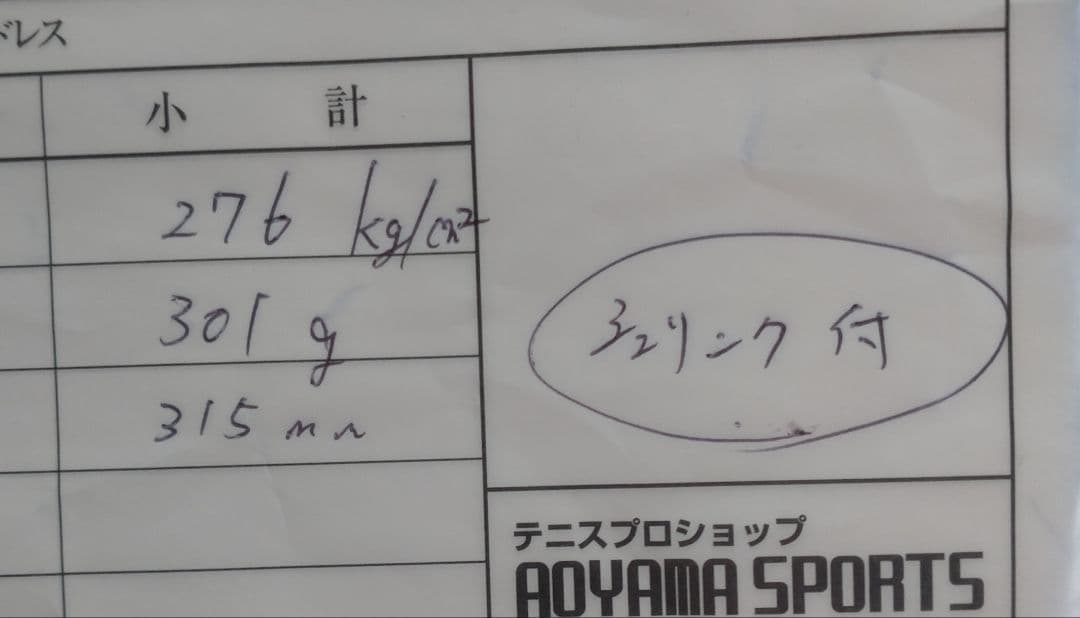 ドレス
小計
276 kg/cm²
301 g
315 mm
シュリンク付
テニスプロショップ
AOYAMA SPORTS